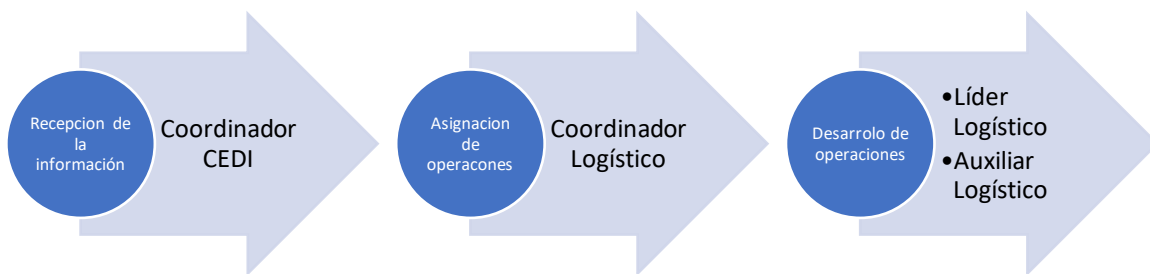 Recepcion de
la
información
Coordinador
CEDI
Asignacion
de
operacones
Coordinador
Logístico
Desarrolo de
operaciones
•Líder
Logístico
•Auxiliar
Logístico